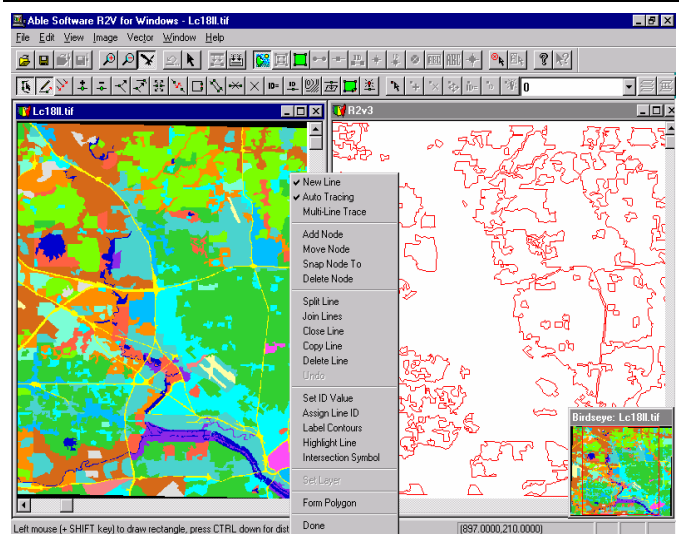 Able Software R2V for Windows - Lc18ll.tif
File Edit View Image Vector Window Help
0
Lc18ll.tif
R2v3
New Line
Auto Tracing
Multi-Line Trace
Add Node
Move Node
Snap Node To
Delete Node
Split Line
Join Lines
Close Line
Copy Line
Delete Line
Undo
Set ID Value
Assign Line ID
Label Contours
Highlight Line
Intersection Symbol
Set Layer
Form Polygon
Done
Birdseye: Lc18ll.tif
Left mouse (+ SHIFT key) to draw rectangle, press CTRL down for dist
(897.0000,210.0000)